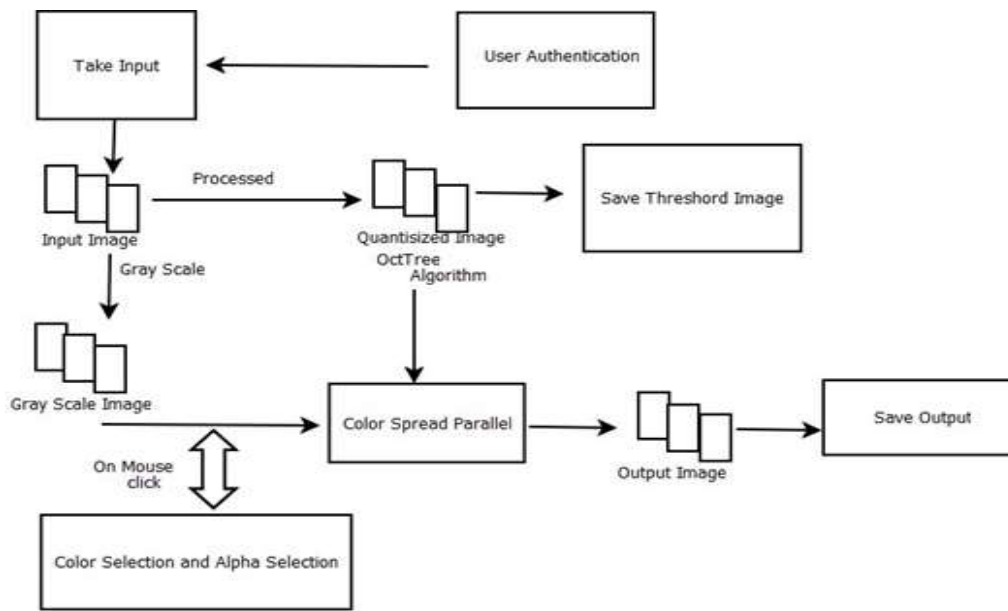 Take Input
User Authentication
Processed
Input Image
Quantisized Image
OctTree
Algorithm
Save Threshord Image
Gray Scale
Gray Scale Image
Color Spread Parallel
Output Image
Save Output
On Mouse
click
Color Selection and Alpha Selection